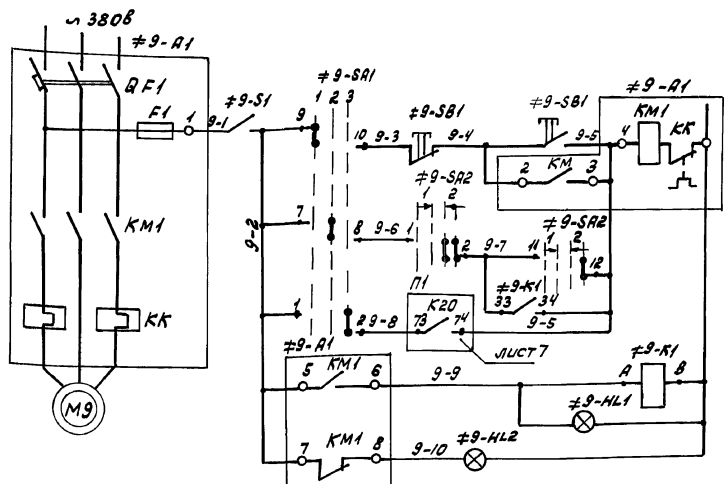 ~ 380в
≠9-A1
QF1
F1
1
9-1
≠9-S1
9-2
≠9-SA1
1 2 3
9
10
9-3
≠9-SB1
9-4
≠9-SB1
9-5
≠9-A1
4
KM1
KK
2
KM
3
7
8
9-6
1
≠9-SA2
1
2
П1
2
9-7
11
≠9-SA2
1 2
12
≠9-K1
33
34
9-5
KM1
KK
M9
1
2
9-8
K20
73
74
ЛИСТ 7
≠9-A1
5
KM1
6
9-9
A
≠9-K1
B
≠9-HL1
7
KM1
8
9-10
≠9-HL2